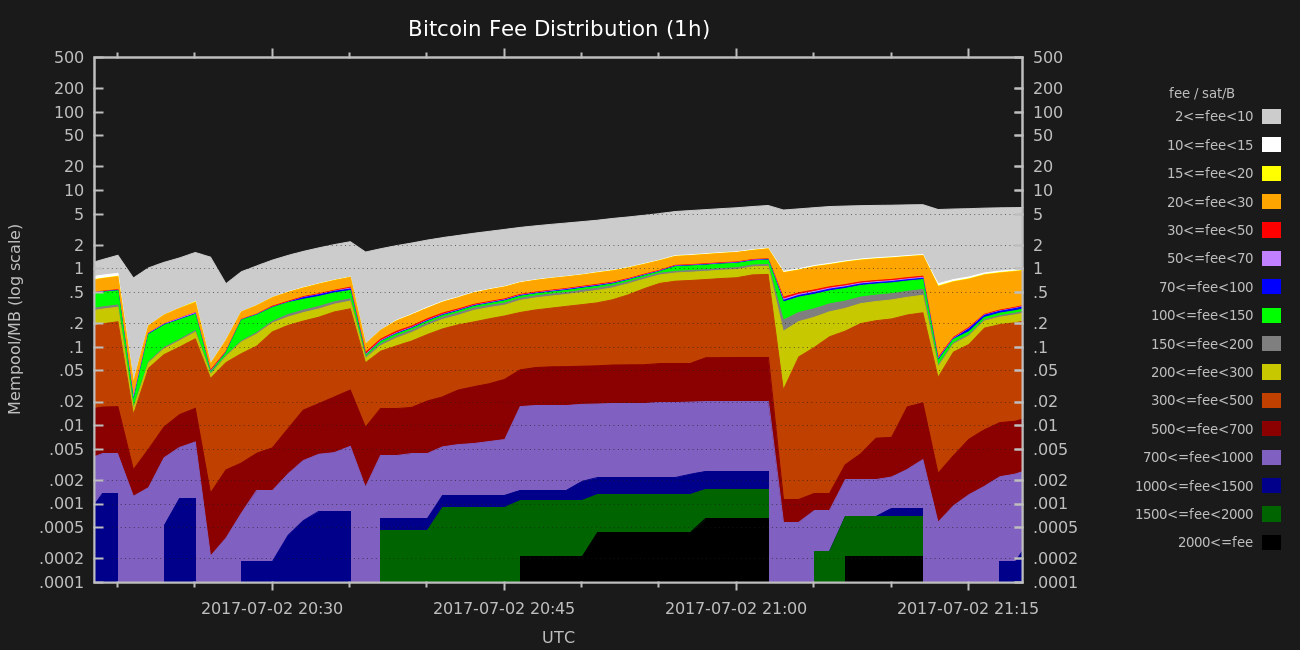 Bitcoin Fee Distribution (1h)
500 500
200 200
100 100
50 50
20 20
10 10
5 5
2 2
1 1
.5 .5
.2 .2
.1 .1
.05 .05
.02 .02
.01 .01
.005 .005
.002 .002
.001 .001
.0005 .0005
.0002 .0002
.0001 .0001
Mempool/MB (log scale)
2017-07-02 20:30 2017-07-02 20:45 2017-07-02 21:00 2017-07-02 21:15
UTC
fee / sat/B
2<=fee<10
10<=fee<15
15<=fee<20
20<=fee<30
30<=fee<50
50<=fee<70
70<=fee<100
100<=fee<150
150<=fee<200
200<=fee<300
300<=fee<500
500<=fee<700
700<=fee<1000
1000<=fee<1500
1500<=fee<2000
2000<=fee